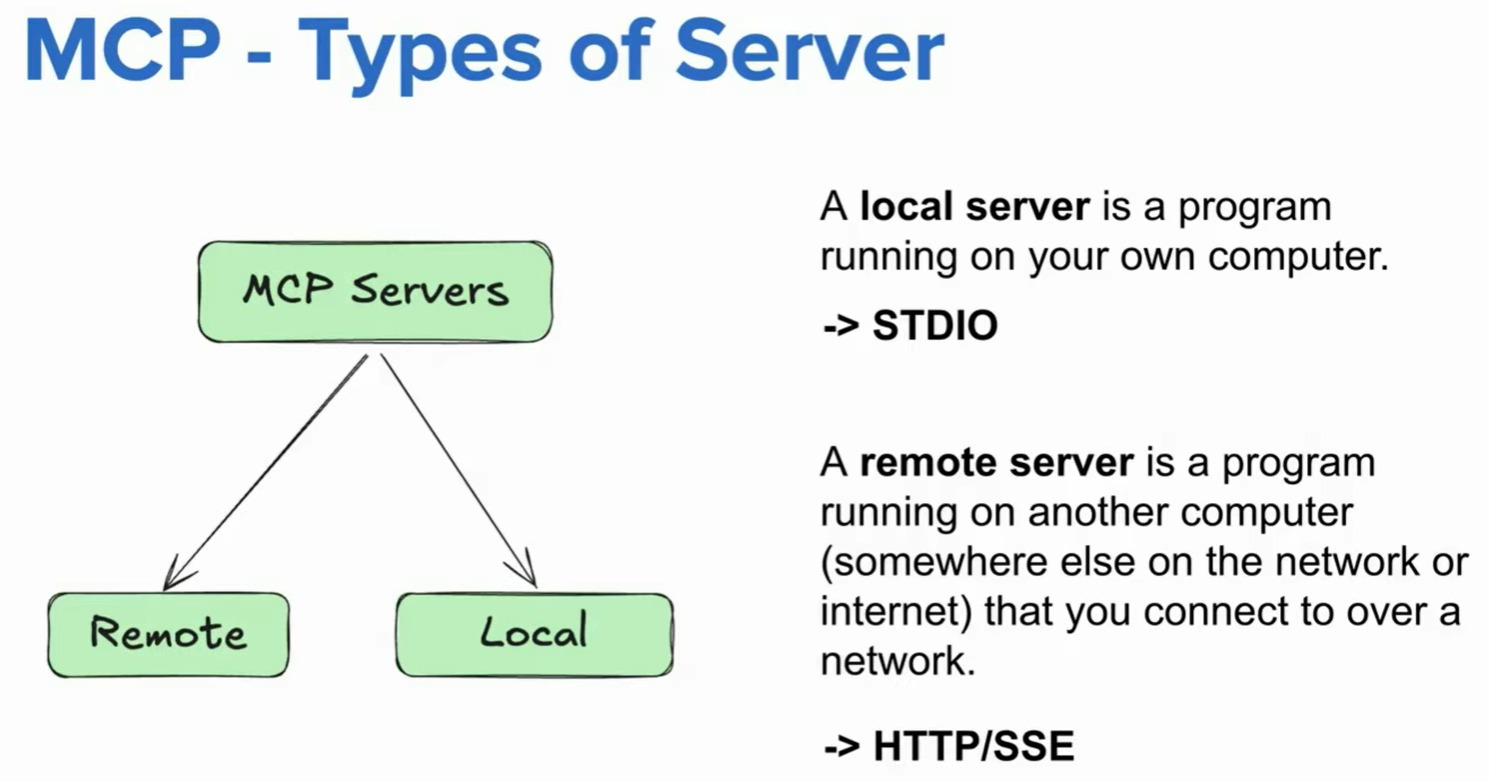 MCP - Types of Server
MCP Servers
Remote
Local
A local server is a program
running on your own computer.
-> STDIO
A remote server is a program
running on another computer
(somewhere else on the network or
internet) that you connect to over a
network.
-> HTTP/SSE